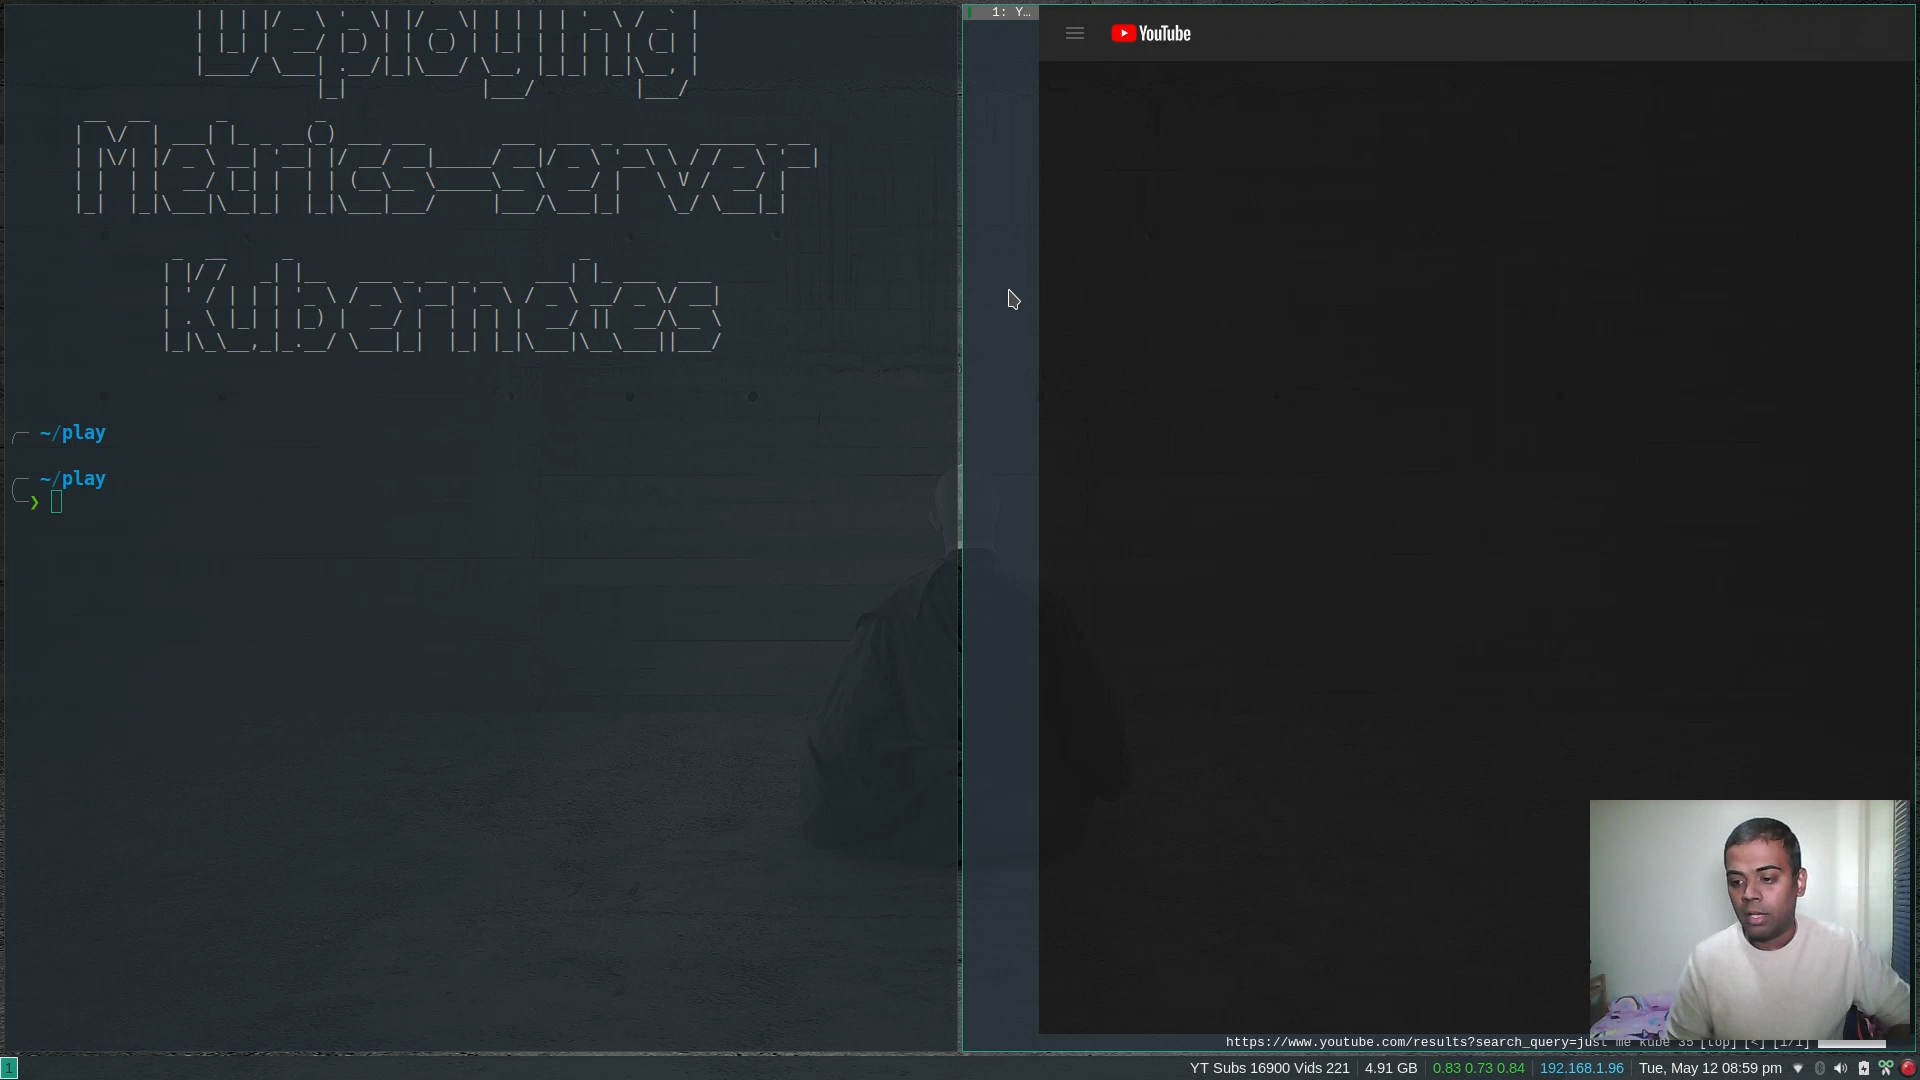 Deploying
Metrics-server
Kubernetes
~/play
~/play
❯
1: Y…
YouTube
https://www.youtube.com/results?search_query=just me kube 35 [top] [<] [1/1]
1
YT Subs 16900 Vids 221 | 4.91 GB | 0.83 0.73 0.84 | 192.168.1.96 | Tue, May 12 08:59 pm